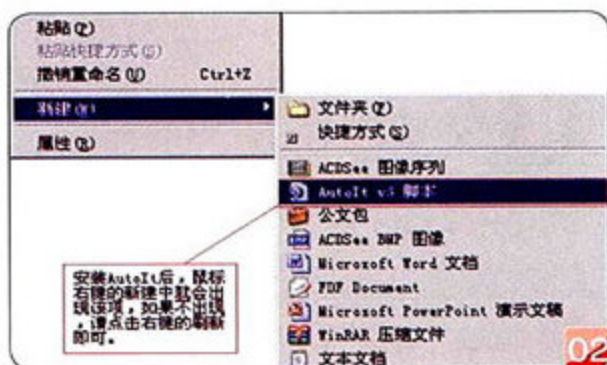 粘贴(P)
粘贴快捷方式(S)
撤销重命名(U) Ctrl+Z
新建(W)
属性(R)
文件夹(F)
快捷方式(S)
ACDSee 图像序列
AutoIt v3 脚本
公文包
ACDSee BMP 图像
Microsoft Word 文档
PDF Document
Microsoft PowerPoint 演示文稿
WinRAR 压缩文件
文本文档
安装AutoIt后，鼠标
右键的新建中就会出
现该项，如果不出现
，请点击右键的刷新
即可。
02